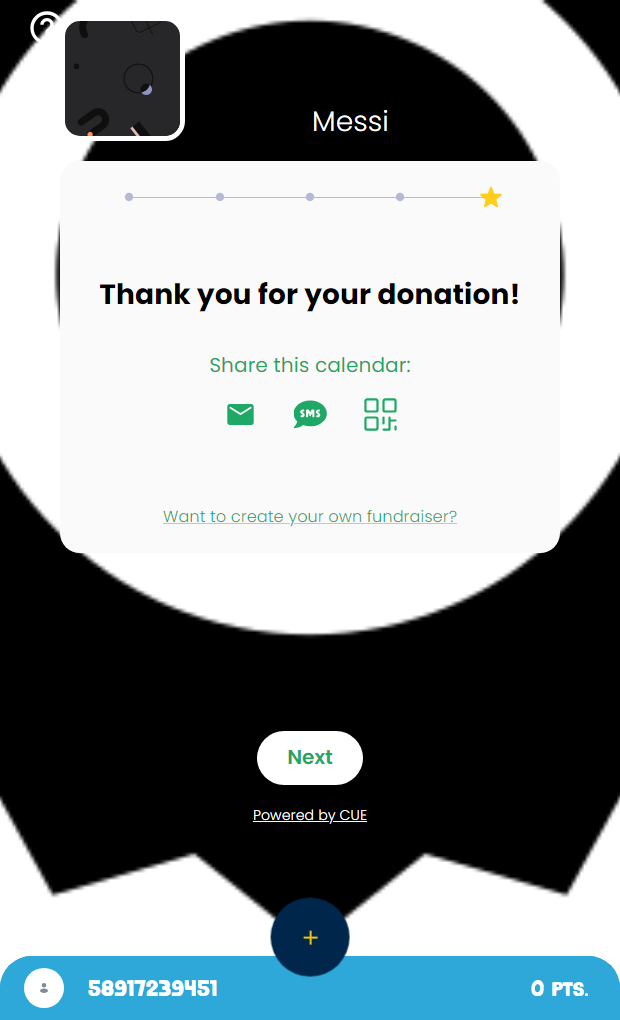 Messi
Thank you for your donation!
Share this calendar:
SMS
Want to create your own fundraiser?
Next
Powered by CUE
+
58917239451
0 PTS.